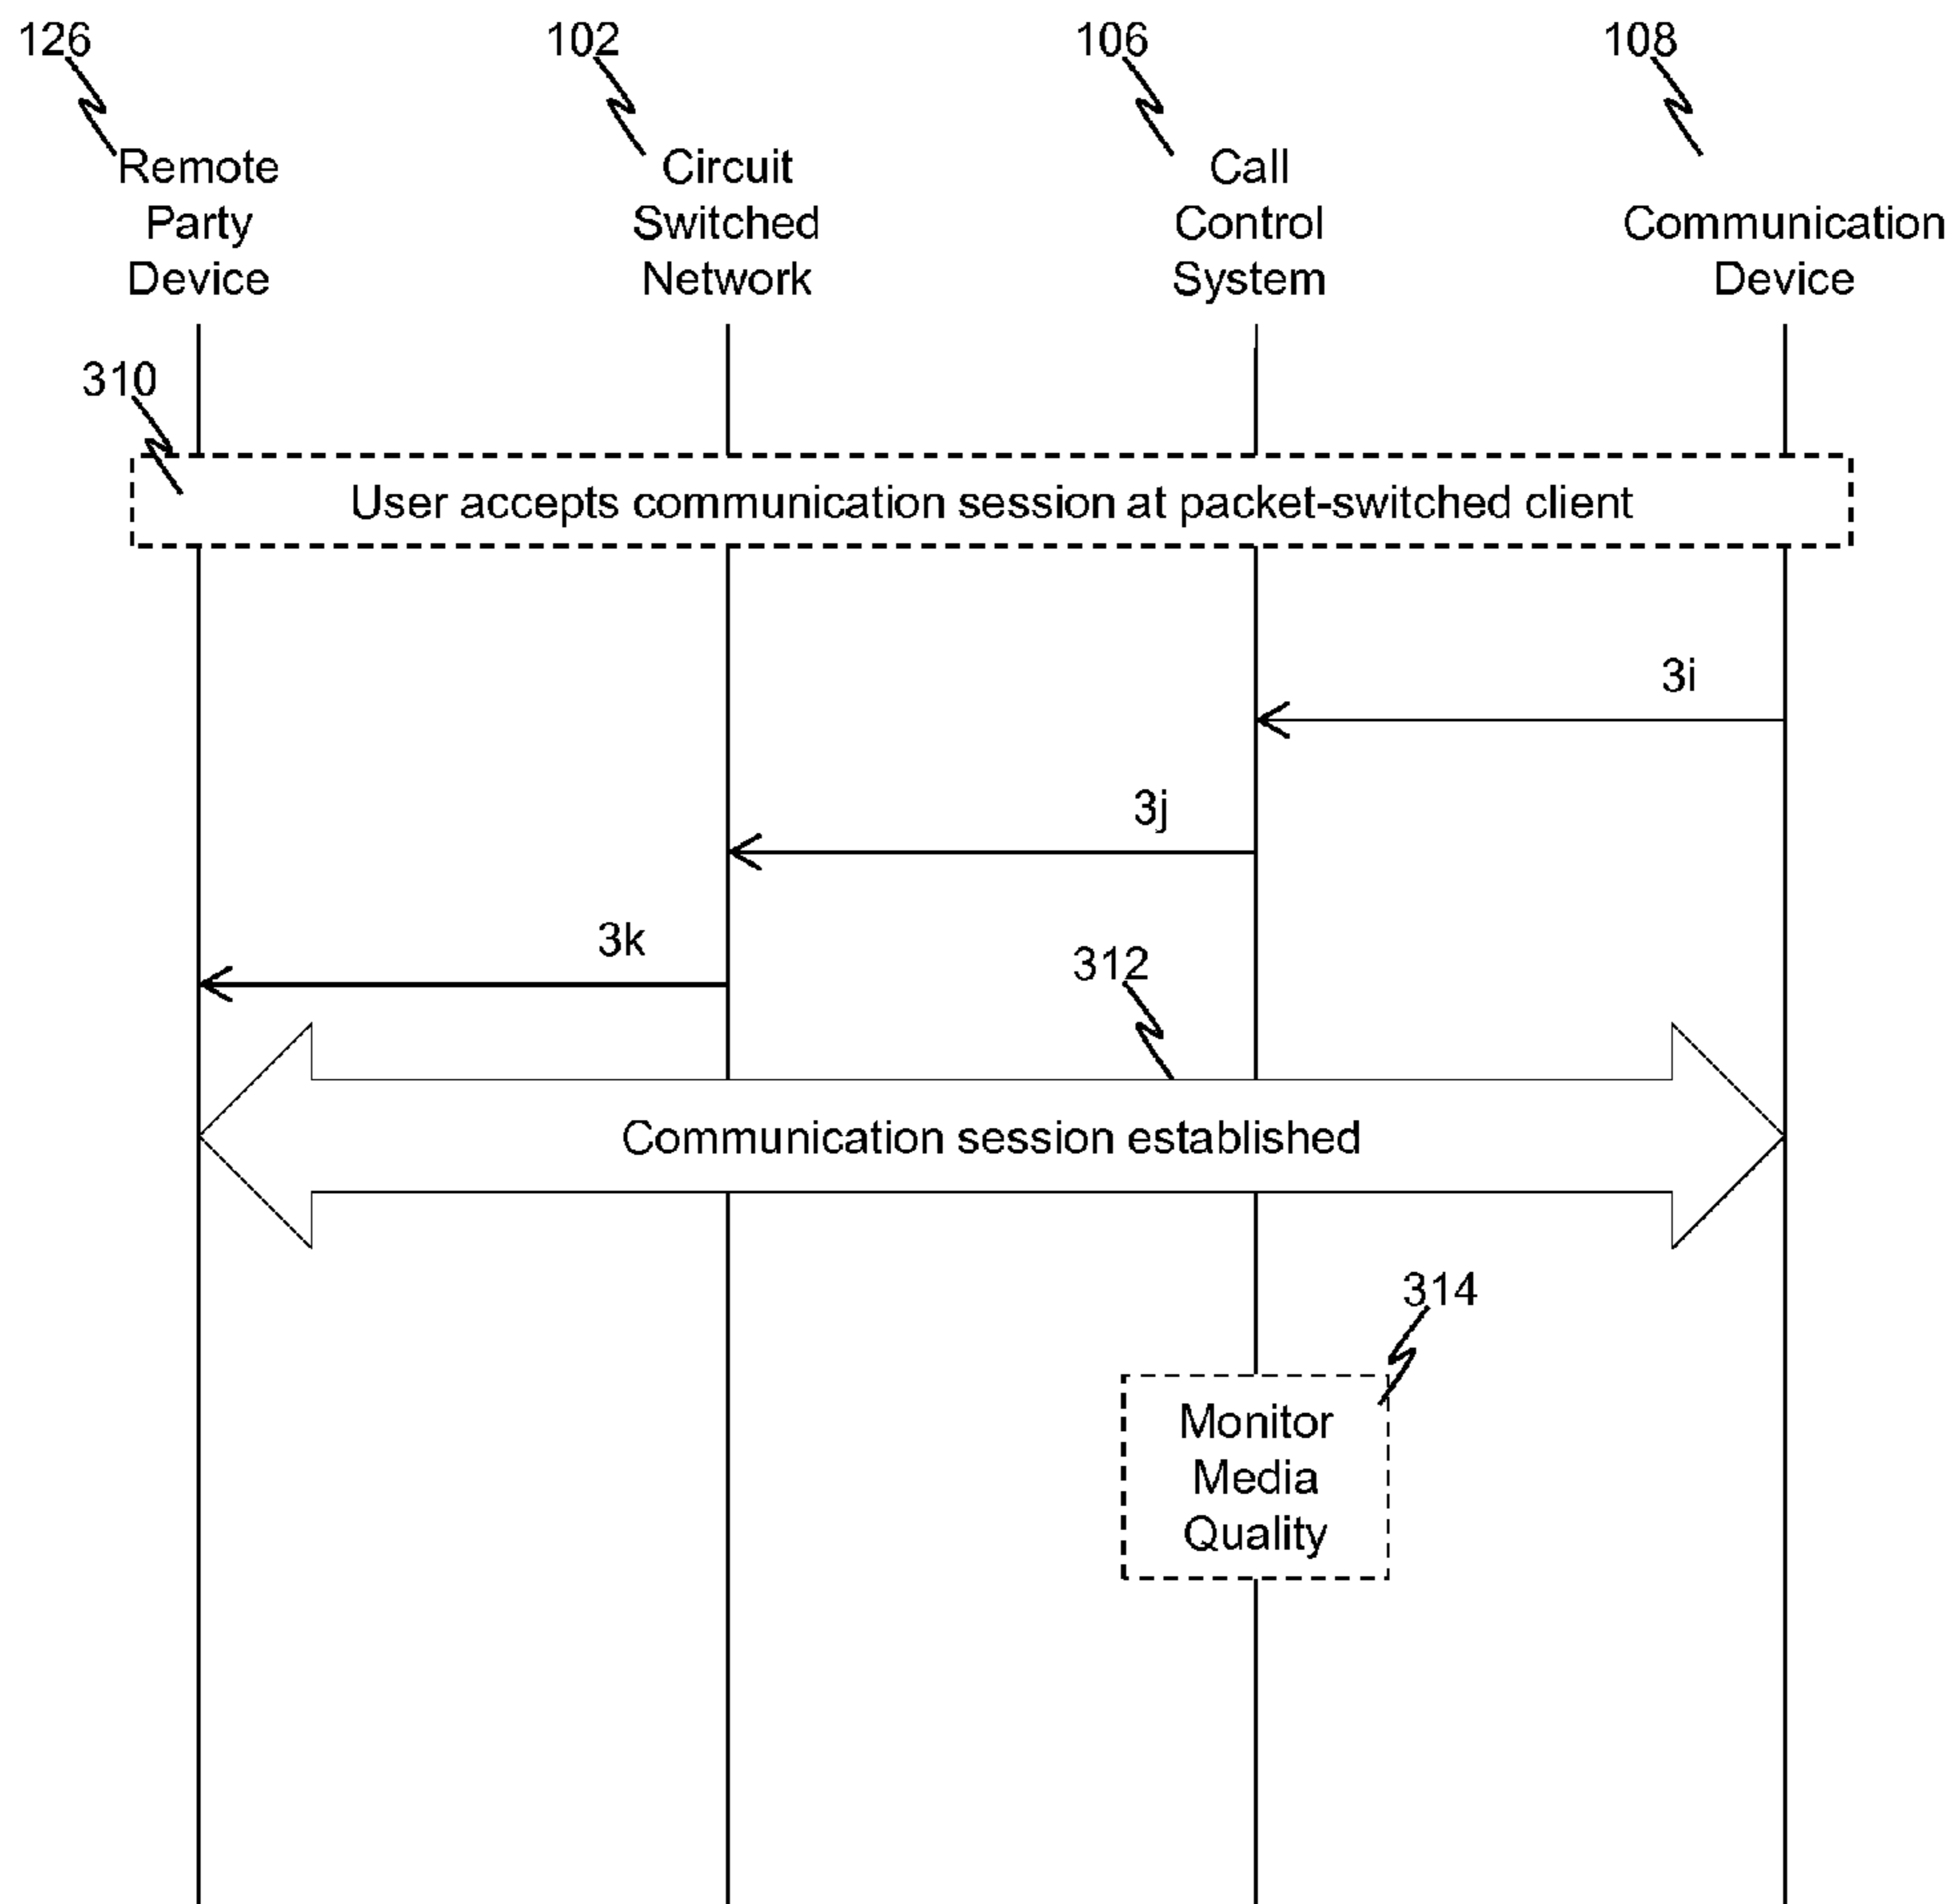 126
102
106
108
Remote
Party
Device
Circuit
Switched
Network
Call
Control
System
Communication
Device
310
User accepts communication session at packet-switched client
3i
3j
3k
312
Communication session established
314
Monitor
Media
Quality